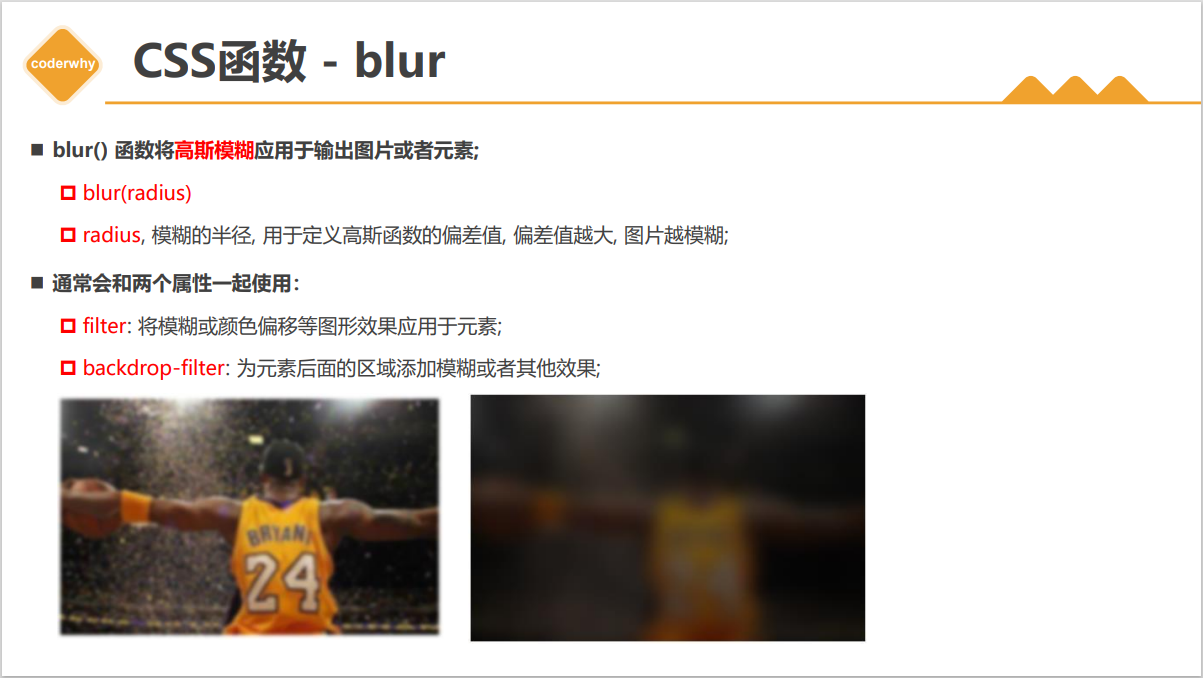 coderwhy
CSS函数 - blur
blur() 函数将高斯模糊应用于输出图片或者元素;
blur(radius)
radius, 模糊的半径, 用于定义高斯函数的偏差值, 偏差值越大, 图片越模糊;
通常会和两个属性一起使用：
filter: 将模糊或颜色偏移等图形效果应用于元素;
backdrop-filter: 为元素后面的区域添加模糊或者其他效果;
BRYANT
24